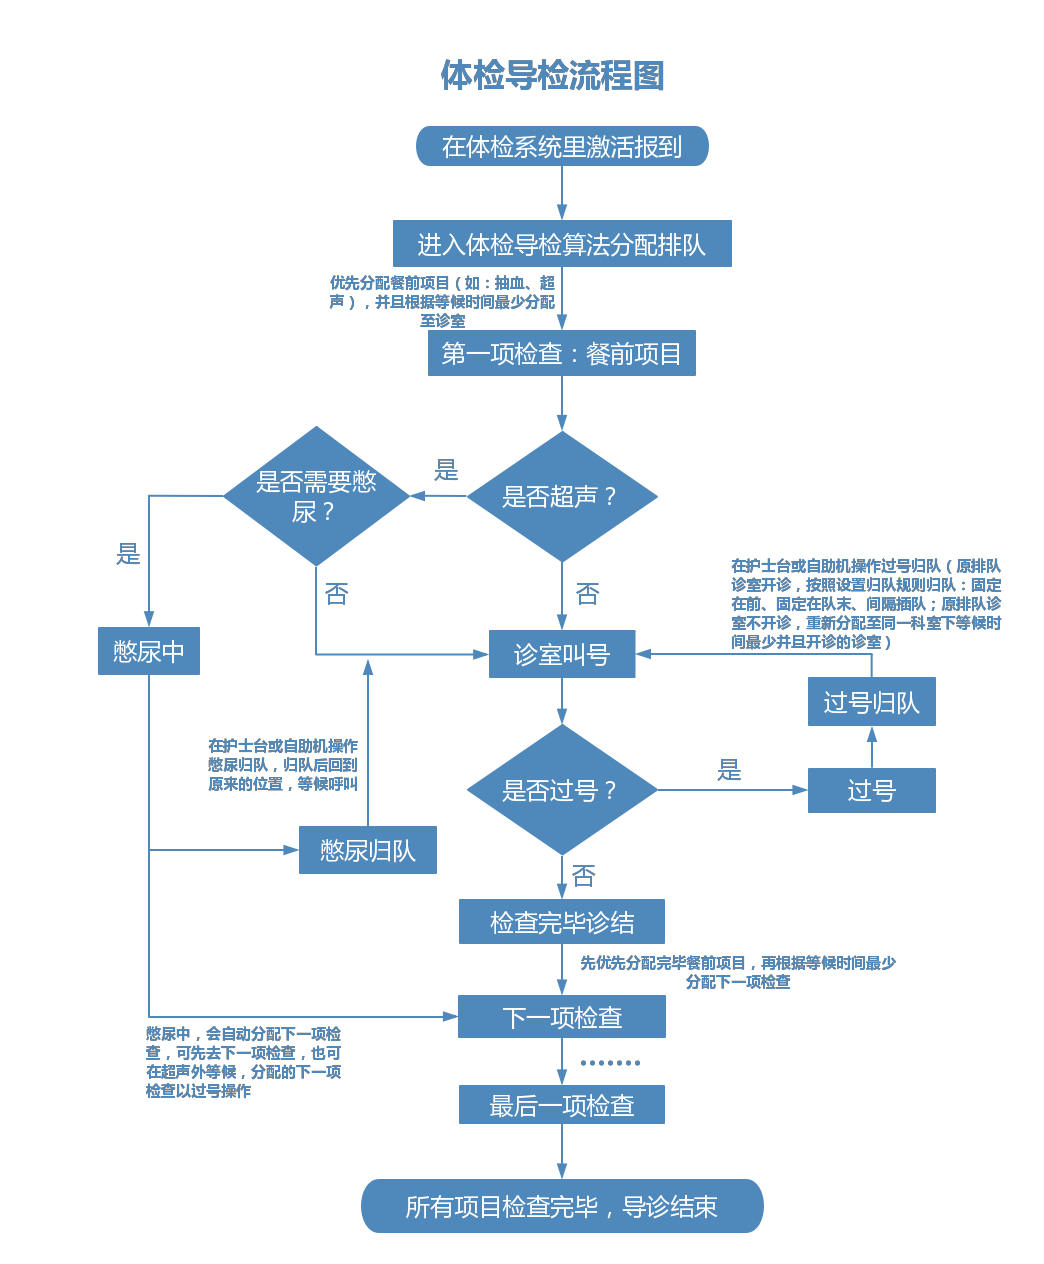 体检导检流程图
在体检系统里激活报到
进入体检导检算法分配排队
优先分配餐前项目（如：抽血、超
声），并且根据等候时间最少分配
至诊室
第一项检查：餐前项目
是否需要憋
尿？
是
是否超声？
是
否
否
在护士台或自助机操作过号归队（原排队
诊室开诊，按照设置归队规则归队：固定
在前、固定在队末、间隔插队；原排队诊
室不开诊，重新分配至同一科室下等候时
间最少并且开诊的诊室）
憋尿中
诊室叫号
过号归队
在护士台或自助机操作
憋尿归队，归队后回到
原来的位置，等候呼叫
是否过号？
是
过号
憋尿归队
否
检查完毕诊结
先优先分配完毕餐前项目，再根据等候时间最少
分配下一项检查
下一项检查
憋尿中，会自动分配下一项检
查，可先去下一项检查，也可
在超声外等候，分配的下一项
检查以过号操作
•••••••
最后一项检查
所有项目检查完毕，导诊结束